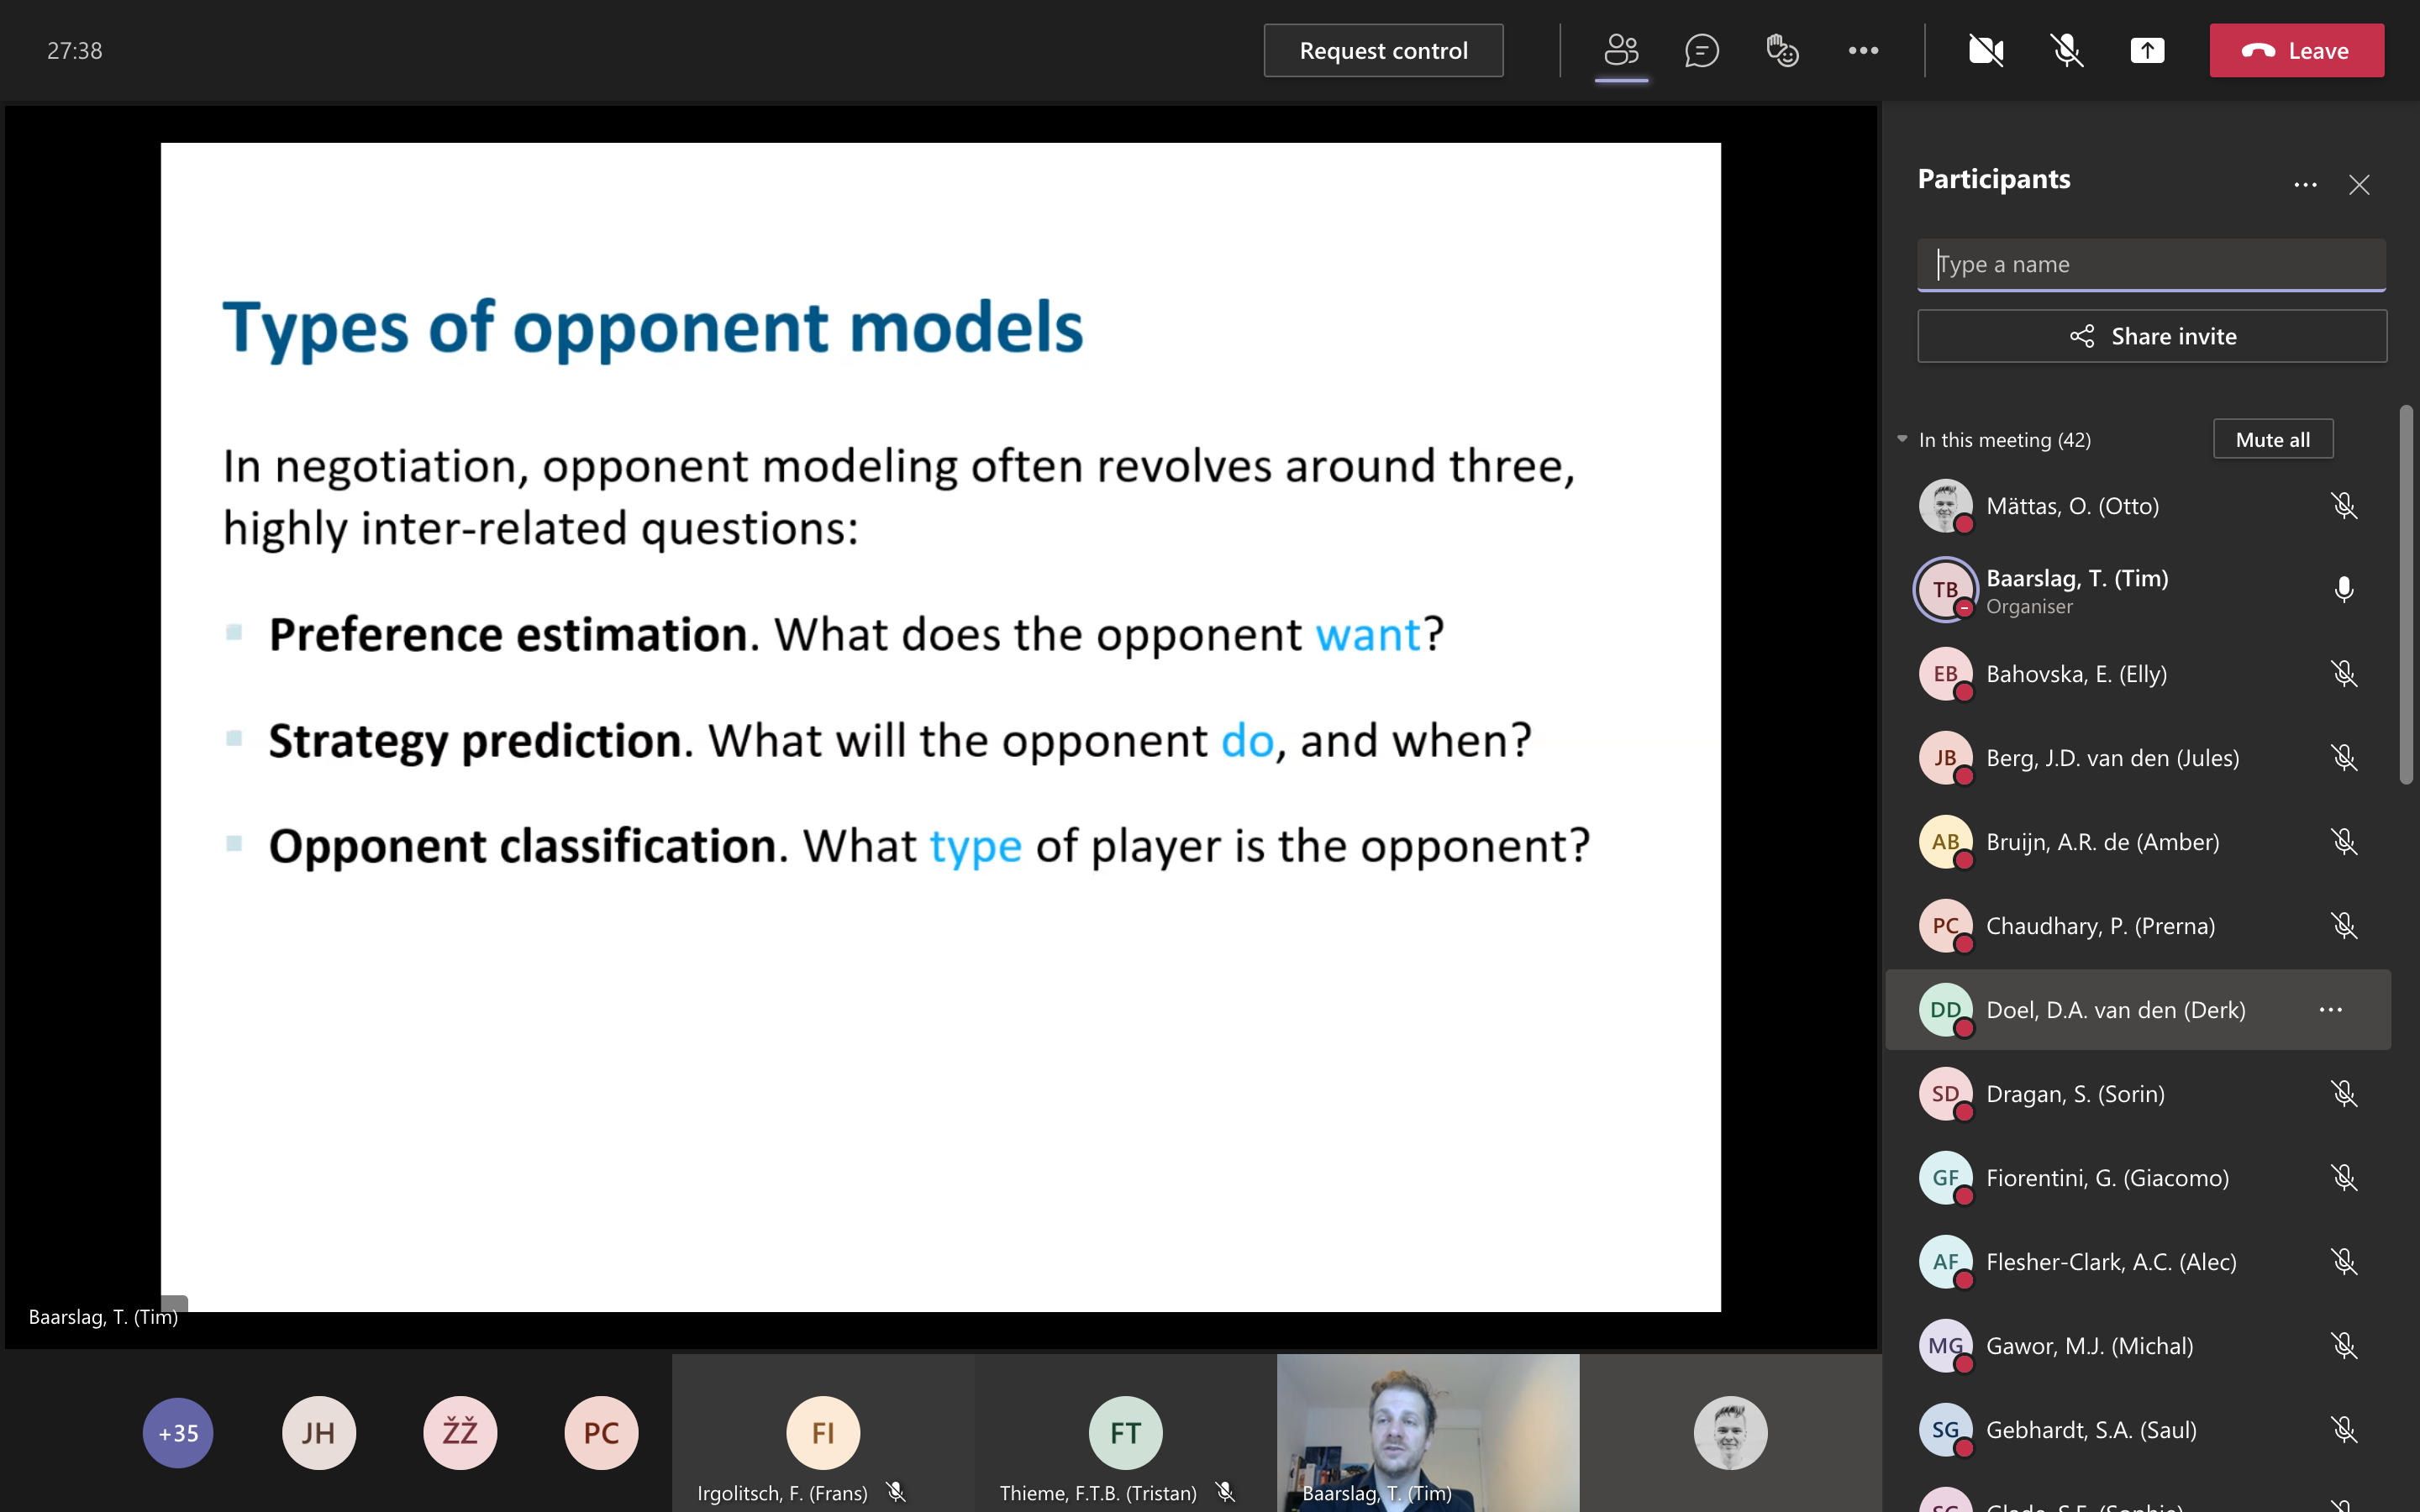 27:38
Request control
Leave
Types of opponent models
In negotiation, opponent modeling often revolves around three,
highly inter-related questions:
Preference estimation. What does the opponent want?
Strategy prediction. What will the opponent do, and when?
Opponent classification. What type of player is the opponent?
Baarslag, T. (Tim)
+35
JH
ŽŽ
PC
FI
Irgolitsch, F. (Frans)
FT
Thieme, F.T.B. (Tristan)
Baarslag, T. (Tim)
Participants
Type a name
Share invite
In this meeting (42)
Mute all
Mättas, O. (Otto)
TB
Baarslag, T. (Tim)
Organiser
EB
Bahovska, E. (Elly)
JB
Berg, J.D. van den (Jules)
AB
Bruijn, A.R. de (Amber)
PC
Chaudhary, P. (Prerna)
DD
Doel, D.A. van den (Derk)
SD
Dragan, S. (Sorin)
GF
Fiorentini, G. (Giacomo)
AF
Flesher-Clark, A.C. (Alec)
MG
Gawor, M.J. (Michal)
SG
Gebhardt, S.A. (Saul)